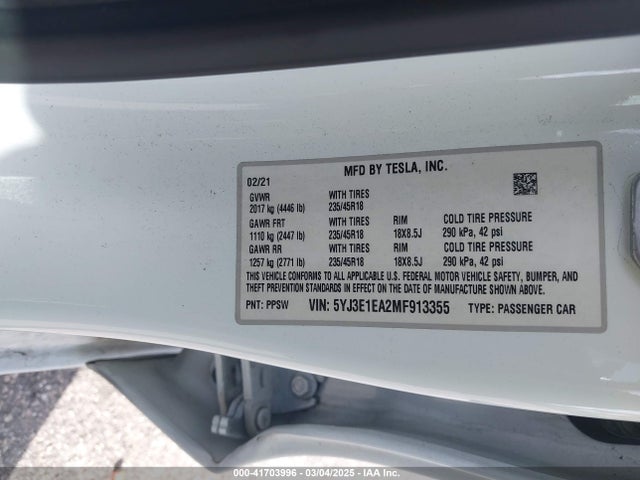 MFD BY TESLA, INC.
02/21
GVWR WITH TIRES
2017 kg (4446 lb) 235/45R18
GAWR FRT WITH TIRES RIM COLD TIRE PRESSURE
1110 kg (2447 lb) 235/45R18 18X8.5J 290 kPa, 42 psi
GAWR RR WITH TIRES RIM COLD TIRE PRESSURE
1257 kg (2771 lb) 235/45R18 18X8.5J 290 kPa, 42 psi
THIS VEHICLE CONFORMS TO ALL APPLICABLE U.S. FEDERAL MOTOR VEHICLE SAFETY, BUMPER, AND
THEFT PREVENTION STANDARDS IN EFFECT ON THE DATE OF MANUFACTURE SHOWN ABOVE.
PNT: PPSW VIN: 5YJ3E1EA2MF913355 TYPE: PASSENGER CAR
000-41703996 - 03/04/2025 - IAA Inc.